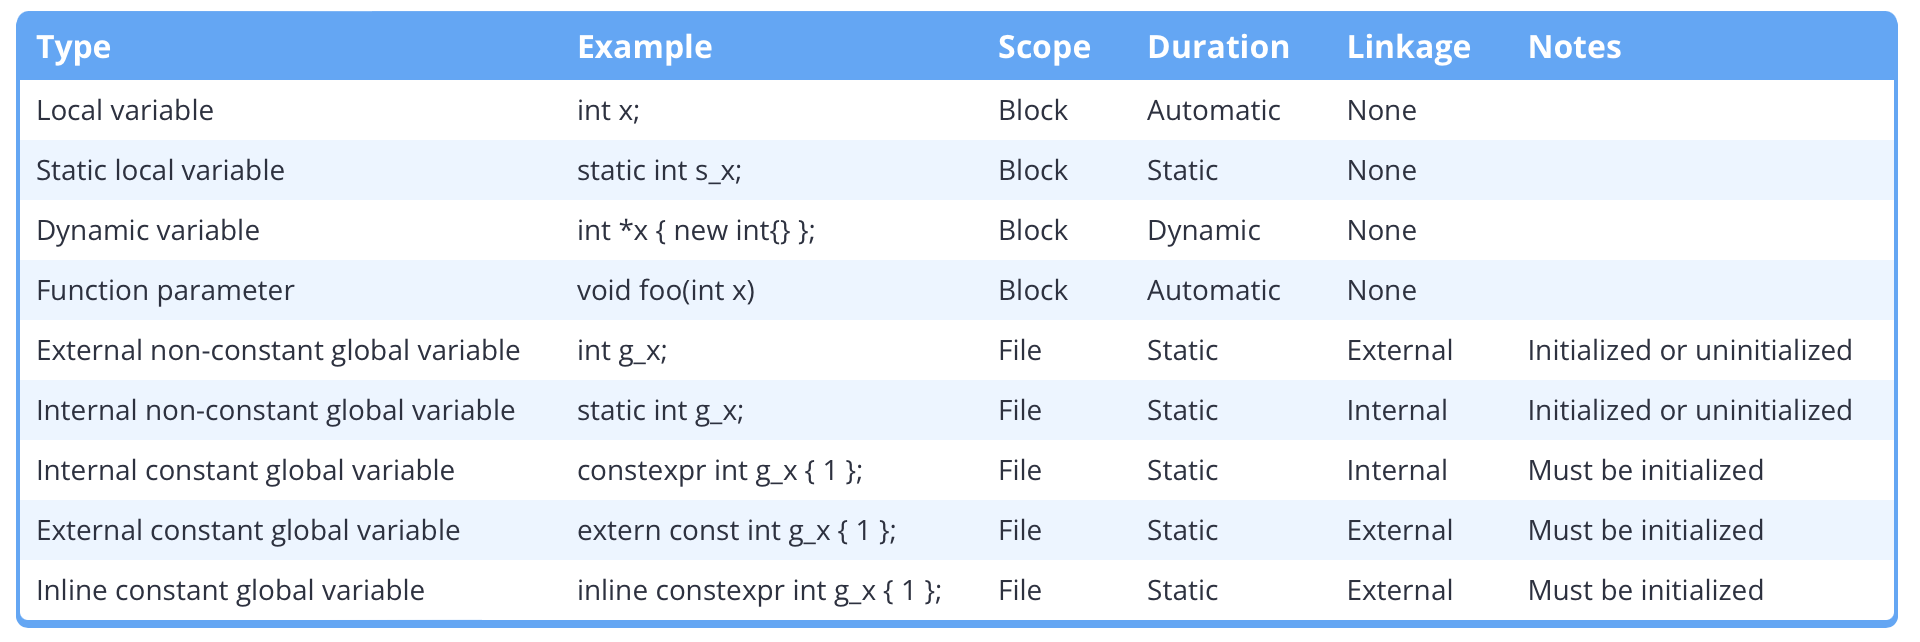 Type Example Scope Duration Linkage Notes
Local variable int x; Block Automatic None
Static local variable static int s_x; Block Static None
Dynamic variable int *x { new int{} }; Block Dynamic None
Function parameter void foo(int x) Block Automatic None
External non-constant global variable int g_x; File Static External Initialized or uninitialized
Internal non-constant global variable static int g_x; File Static Internal Initialized or uninitialized
Internal constant global variable constexpr int g_x { 1 }; File Static Internal Must be initialized
External constant global variable extern const int g_x { 1 }; File Static External Must be initialized
Inline constant global variable inline constexpr int g_x { 1 }; File Static External Must be initialized